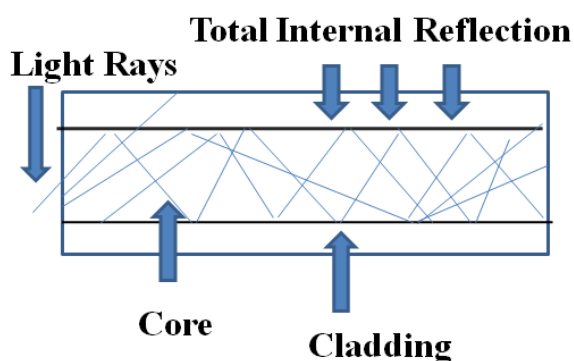 Total Internal Reflection
Light Rays
Core
Cladding